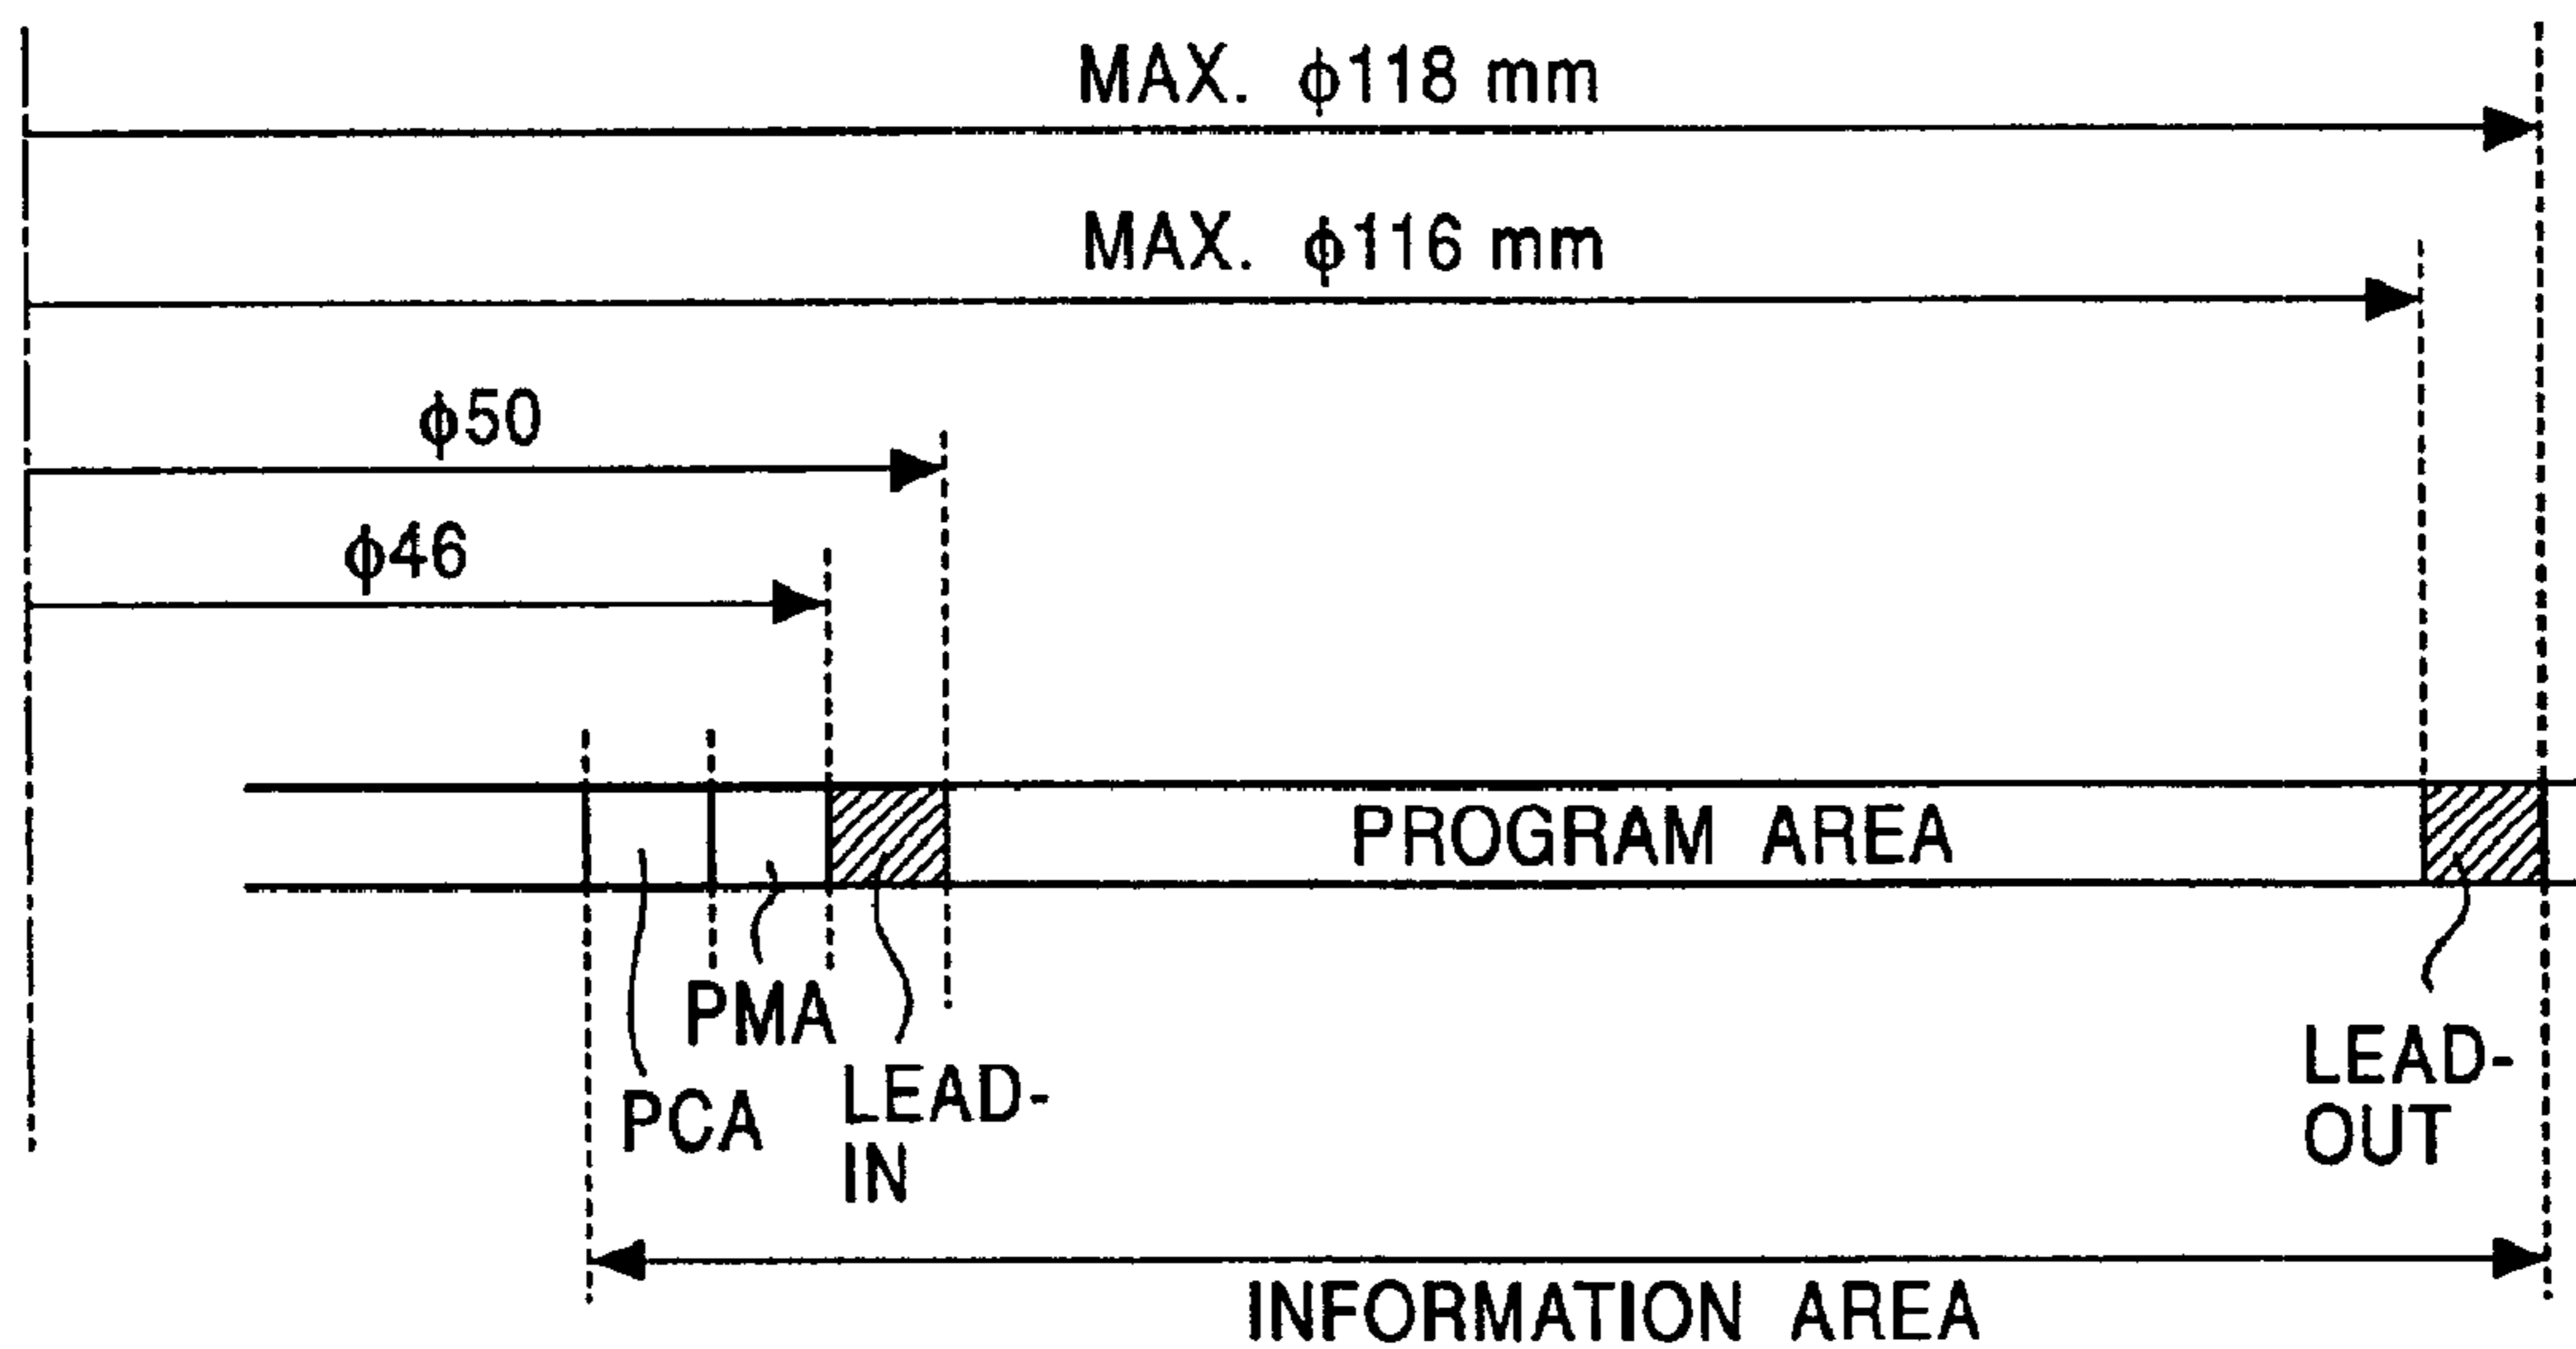 MAX. ϕ118 mm
MAX. ϕ116 mm
ϕ50
ϕ46
PROGRAM AREA
PMA
PCA
LEAD-
IN
LEAD-
OUT
INFORMATION AREA